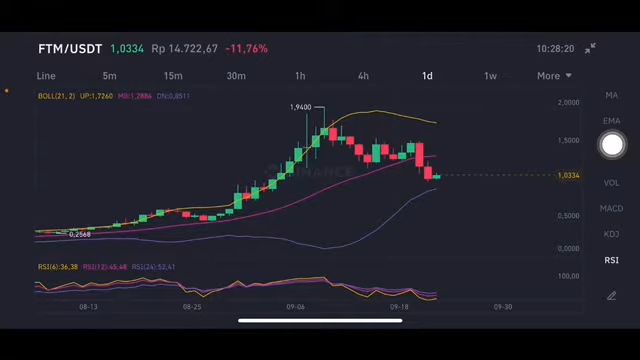 FTM/USDT 1,0334 Rp 14.722,67 -11,76% 10:28:20
Line 5m 15m 30m 1h 4h 1d 1w More
BOLL(21, 2) UP:1,7260 MB:1,2886 DN:0,8511
MA
2,0000
1,9400
EMA
1,5000
BINANCE
1,0334
VOL
MACD
0,5000
0,2568
KDJ
0,0000
RSI
RSI(6):36,38 RSI(12):45,48 RSI(24):52,41
100,00
08-13 08-25 09-06 09-18 09-30